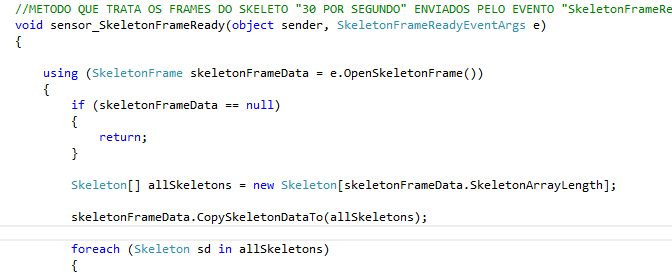 //METODO QUE TRATA OS FRAMES DO SKELETO "30 POR SEGUNDO" ENVIADOS PELO EVENTO "SkeletonFrameRe
void sensor_SkeletonFrameReady(object sender, SkeletonFrameReadyEventArgs e)
{
using (SkeletonFrame skeletonFrameData = e.OpenSkeletonFrame())
{
if (skeletonFrameData == null)
{
return;
}
Skeleton[] allSkeletons = new Skeleton[skeletonFrameData.SkeletonArrayLength];
skeletonFrameData.CopySkeletonDataTo(allSkeletons);
foreach (Skeleton sd in allSkeletons)
{